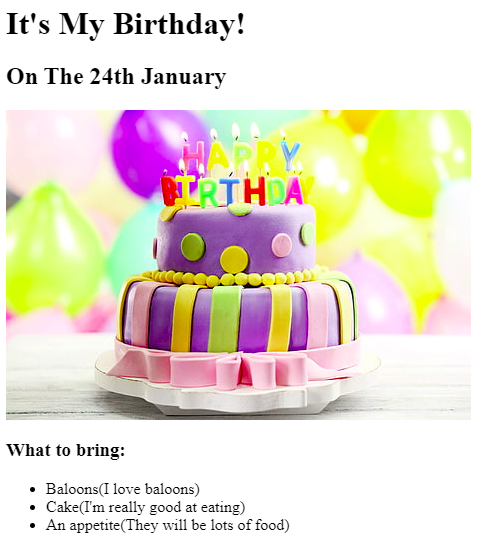 It's My Birthday!
On The 24th January
HAPPY
BIRTHDAY
What to bring:
Baloons(I love baloons)
Cake(I'm really good at eating)
An appetite(They will be lots of food)